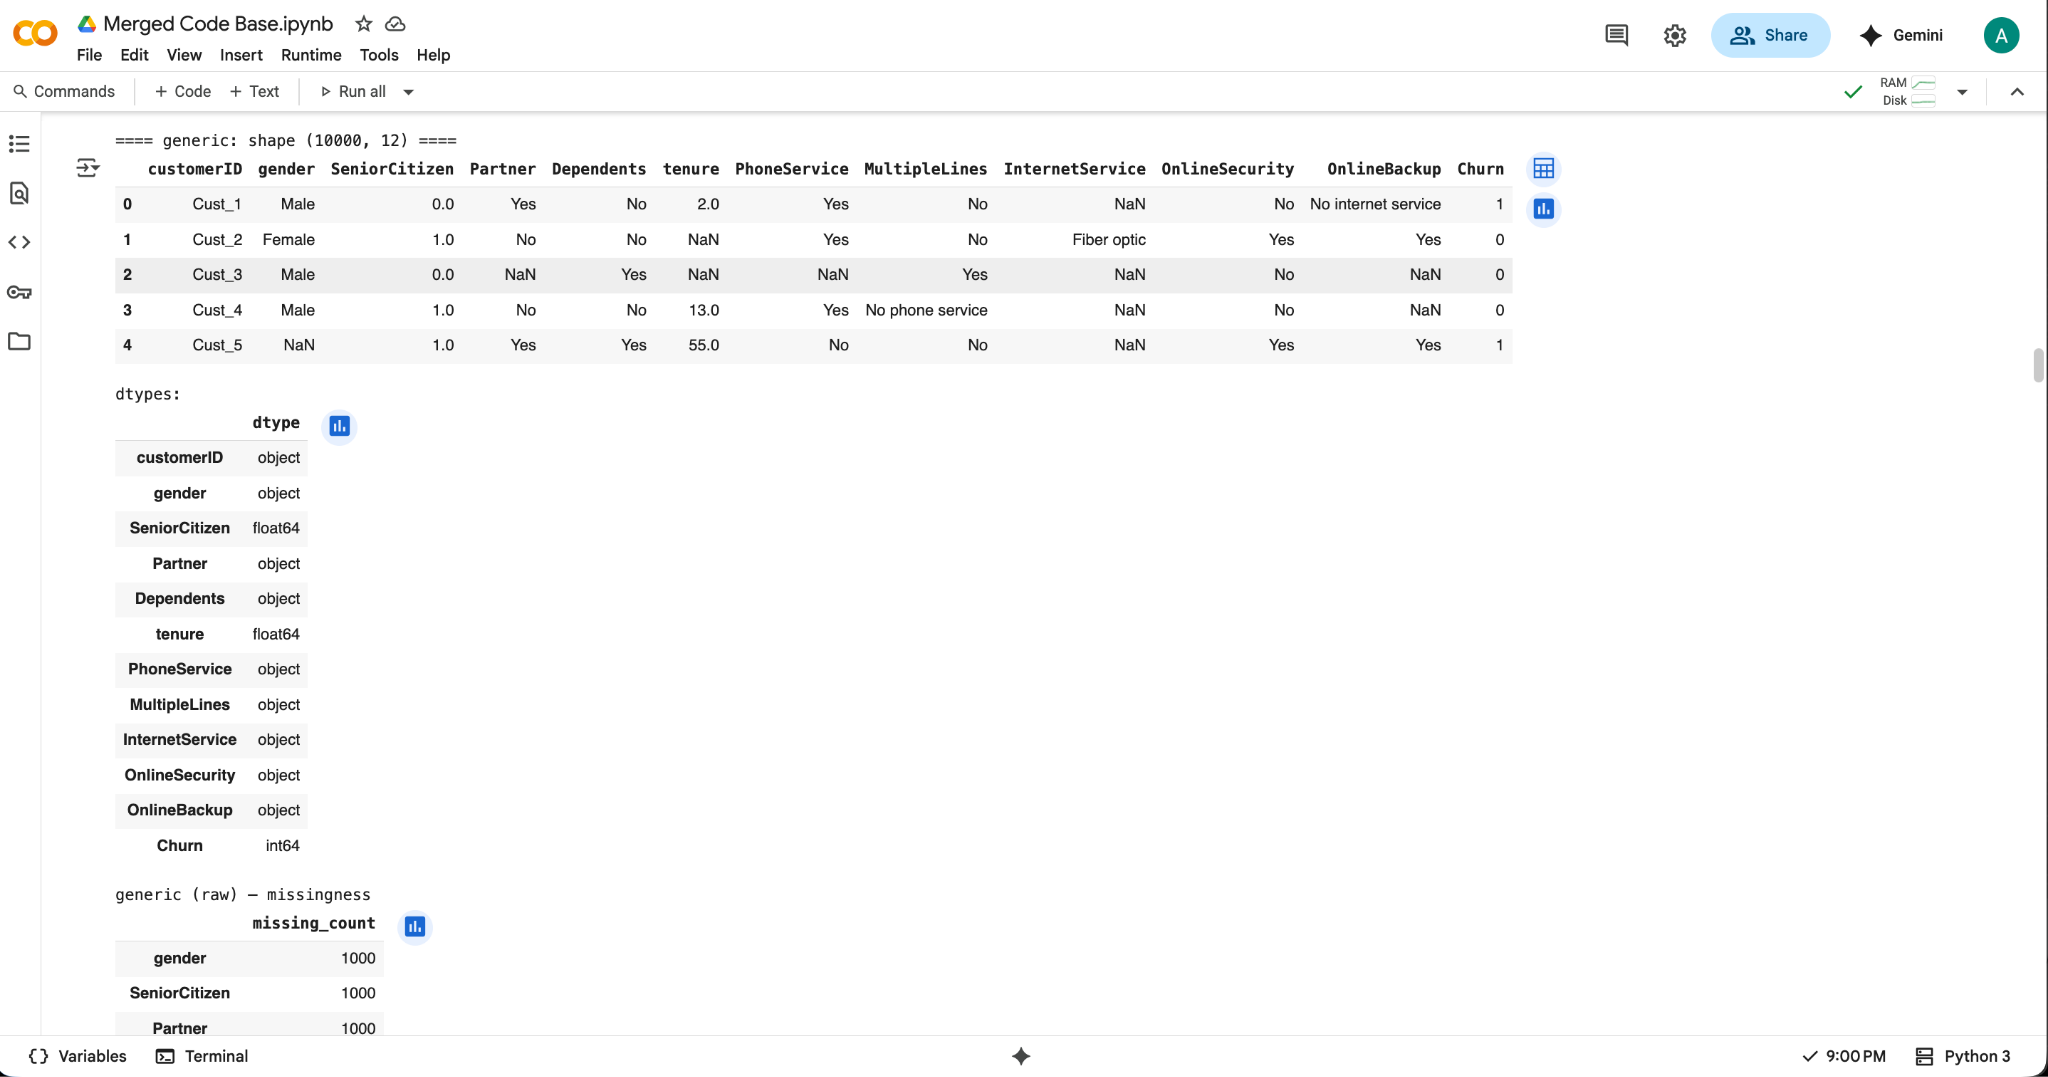 Merged Code Base.ipynb
File Edit View Insert Runtime Tools Help
Share
Gemini
A
Commands + Code + Text Run all
RAM
Disk
==== generic: shape (10000, 12) ====
customerID gender SeniorCitizen Partner Dependents tenure PhoneService MultipleLines InternetService OnlineSecurity OnlineBackup Churn
0 Cust_1 Male 0.0 Yes No 2.0 Yes No NaN No No internet service 1
1 Cust_2 Female 1.0 No No NaN Yes No Fiber optic Yes Yes 0
2 Cust_3 Male 0.0 NaN Yes NaN NaN Yes NaN No NaN 0
3 Cust_4 Male 1.0 No No 13.0 Yes No phone service NaN No NaN 0
4 Cust_5 NaN 1.0 Yes Yes 55.0 No No NaN Yes Yes 1
dtypes:
dtype
customerID object
gender object
SeniorCitizen float64
Partner object
Dependents object
tenure float64
PhoneService object
MultipleLines object
InternetService object
OnlineSecurity object
OnlineBackup object
Churn int64
generic (raw) — missingness
missing_count
gender 1000
SeniorCitizen 1000
Partner 1000
Variables Terminal 9:00 PM Python 3